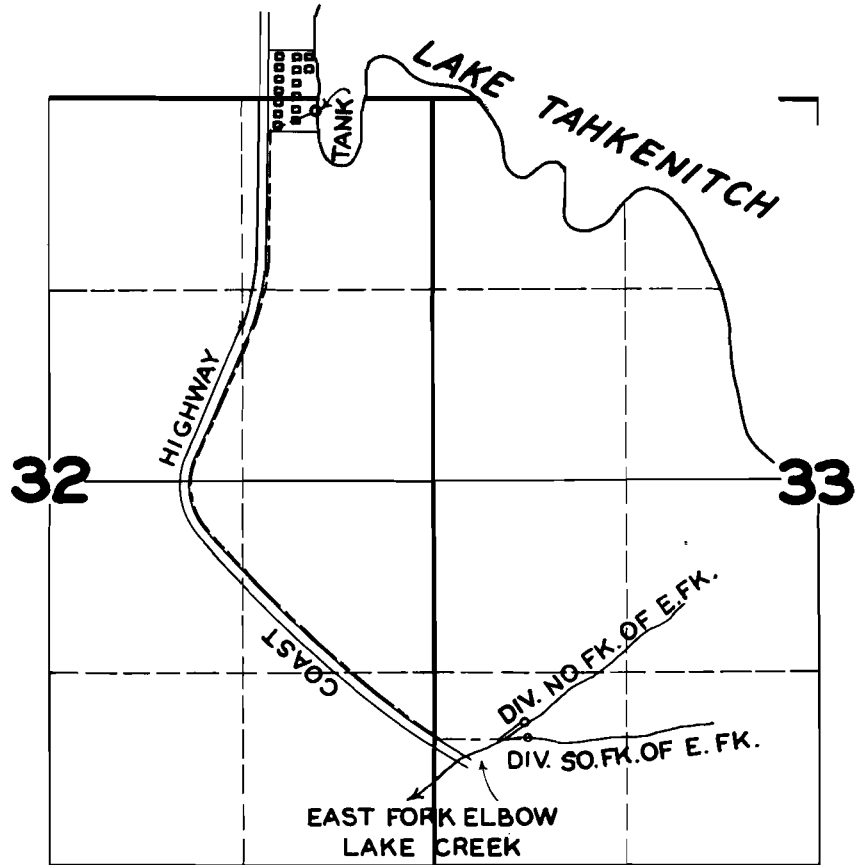 LAKE TAHKENITCH
TANK
HIGHWAY
32
33
COAST
DIV. NO. FK. OF E. FK.
DIV. SO. FK. OF E. FK.
EAST FORK ELBOW
LAKE CREEK